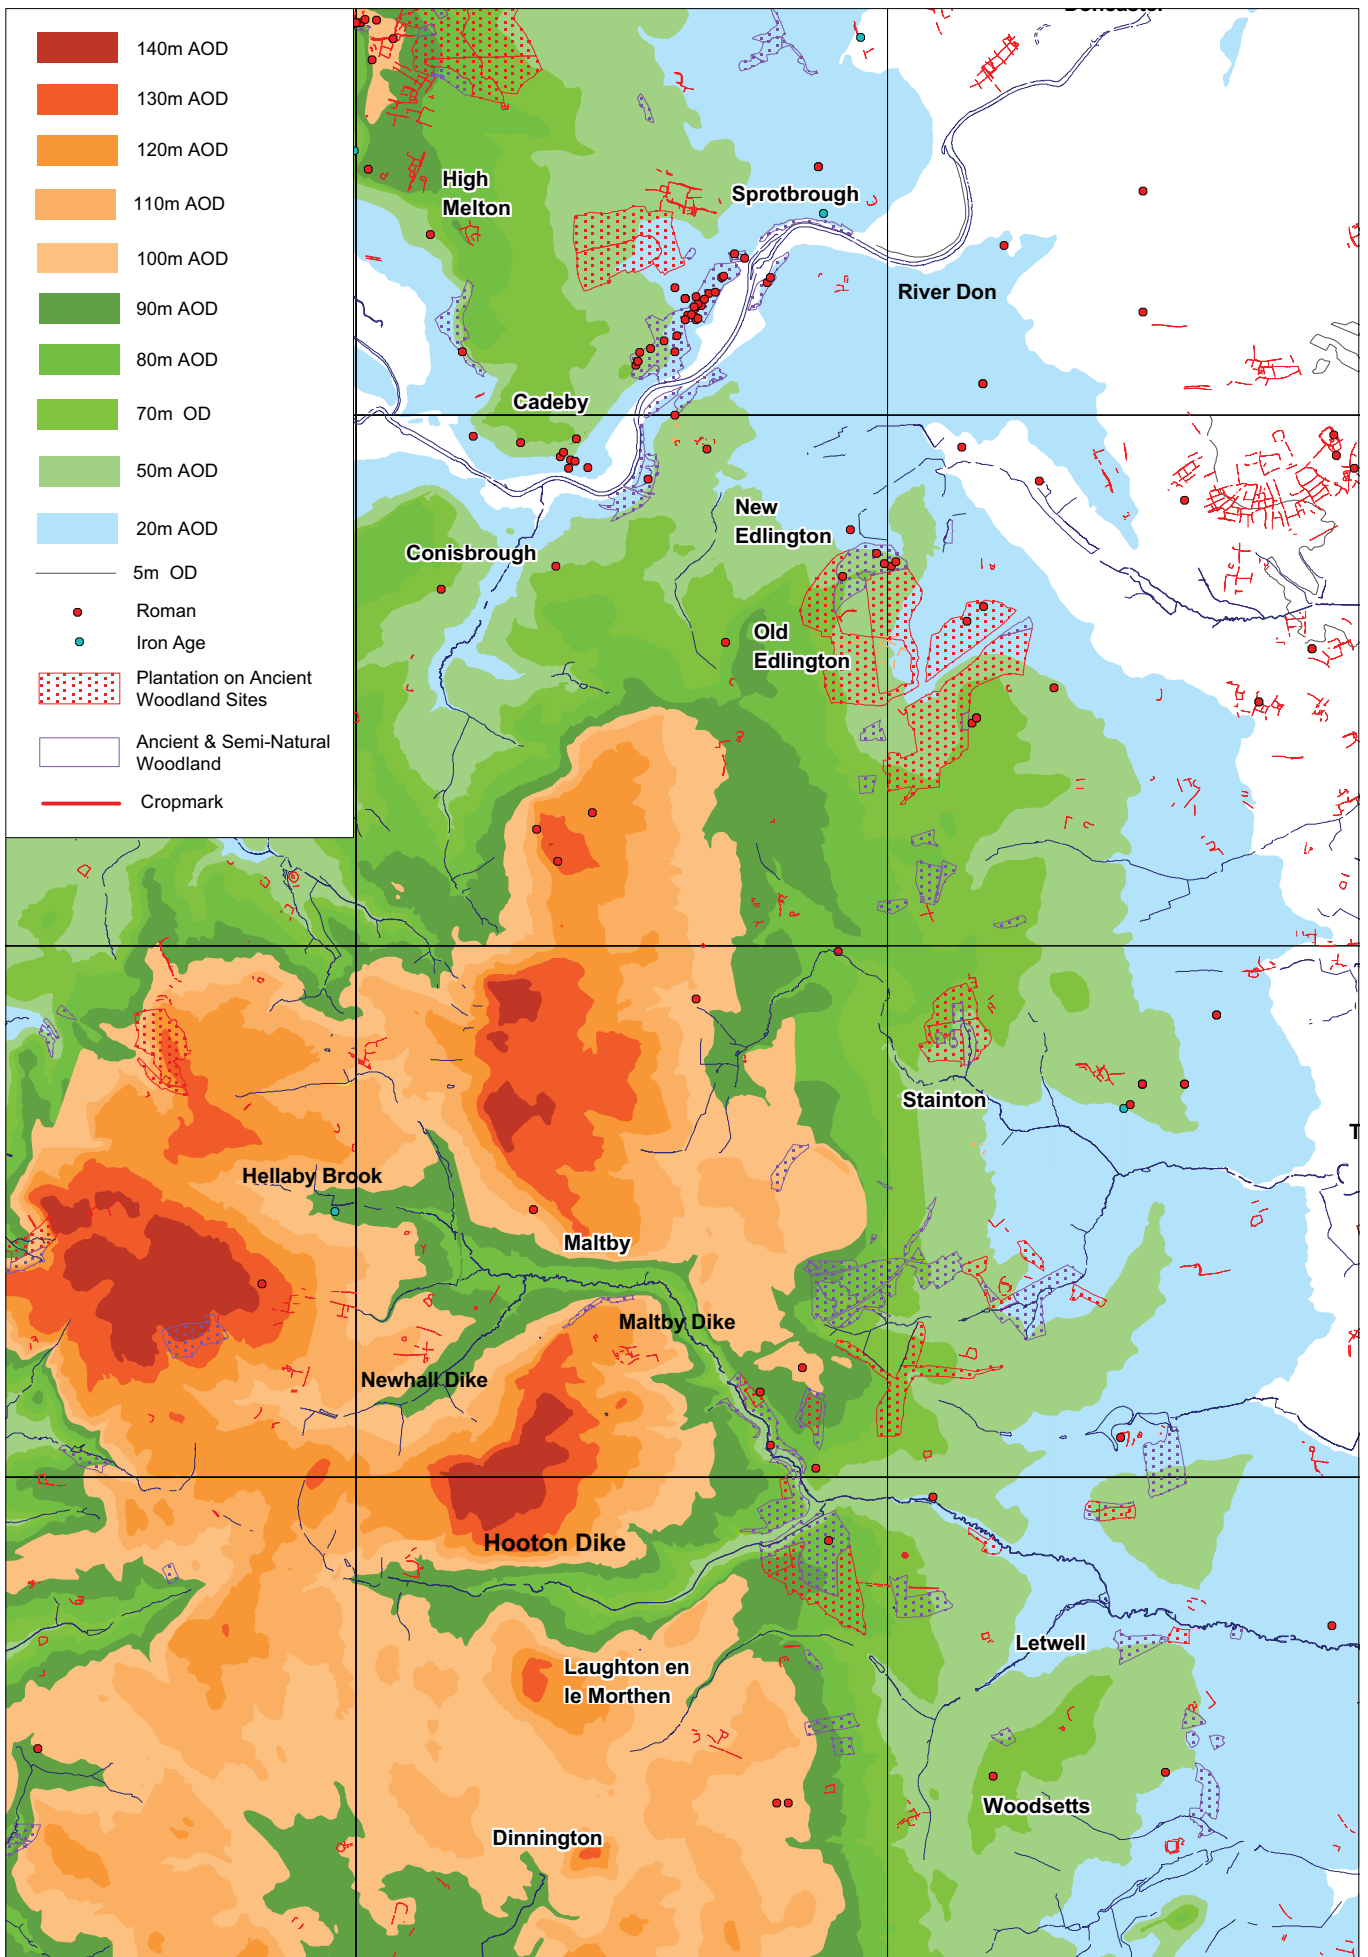 140m AOD
130m AOD
120m AOD
110m AOD
100m AOD
90m AOD
80m AOD
70m OD
50m AOD
20m AOD
5m OD
Roman
Iron Age
Plantation on Ancient
Woodland Sites
Ancient & Semi-Natural
Woodland
Cropmark
High
Melton
Sprotbrough
River Don
Cadeby
New
Edlington
Conisbrough
Old
Edlington
Stainton
T
Hellaby Brook
Maltby
Maltby Dike
Newhall Dike
Hooton Dike
Letwell
Laughton en
le Morthen
Woodsetts
Dinnington